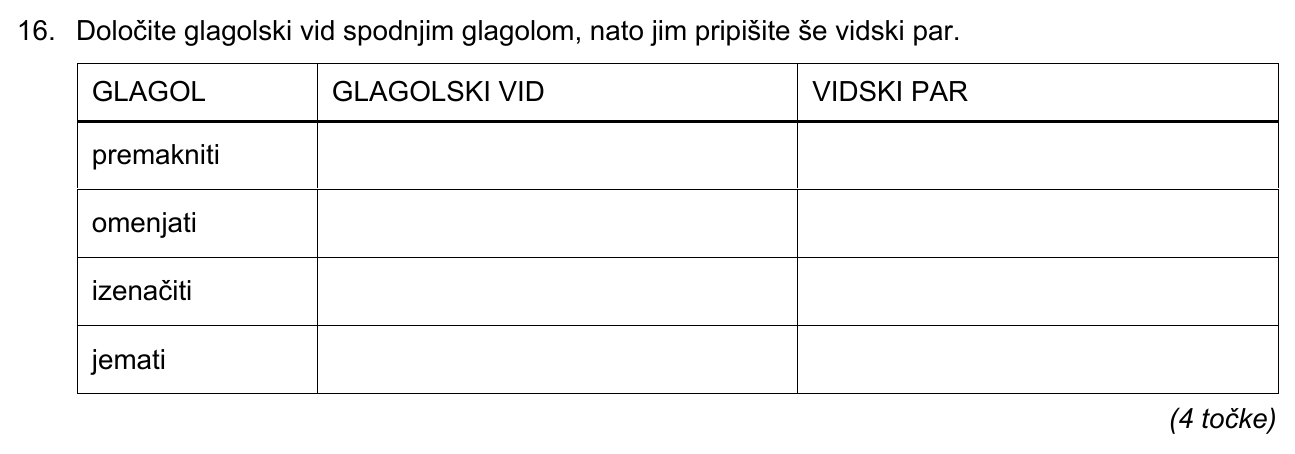 16. Določite glagolski vid spodnjim glagolom, nato jim pripišite še vidski par.
GLAGOL GLAGOLSKI VID VIDSKI PAR
premakniti
omenjati
izenačiti
jemati
(4 točke)